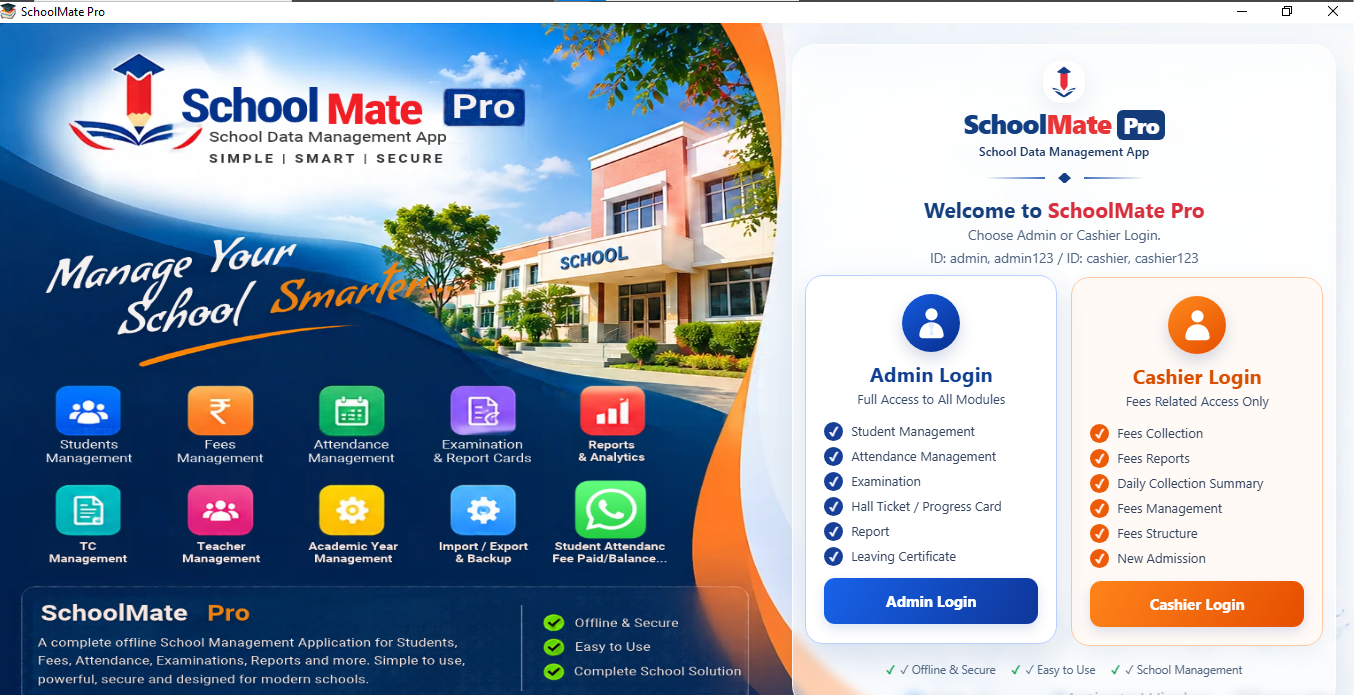 SchoolMate Pro
School Mate Pro
School Data Management App
SIMPLE | SMART | SECURE
Manage Your
School Smarter...
SCHOOL
Students
Management
Fees
Management
Attendance
Management
Examination
& Report Cards
Reports
& Analytics
TC
Management
Teacher
Management
Academic Year
Management
Import / Export
& Backup
Student Attendanc
Fee Paid/Balance...
SchoolMate Pro
A complete offline School Management Application for Students,
Fees, Attendance, Examinations, Reports and more. Simple to use,
powerful, secure and designed for modern schools.
Offline & Secure
Easy to Use
Complete School Solution
SchoolMate Pro
School Data Management App
Welcome to SchoolMate Pro
Choose Admin or Cashier Login.
ID: admin, admin123 / ID: cashier, cashier123
Admin Login
Full Access to All Modules
Student Management
Attendance Management
Examination
Hall Ticket / Progress Card
Report
Leaving Certificate
Admin Login
Cashier Login
Fees Related Access Only
Fees Collection
Fees Reports
Daily Collection Summary
Fees Management
Fees Structure
New Admission
Cashier Login
✓ ✓ Offline & Secure ✓ ✓ Easy to Use ✓ ✓ School Management